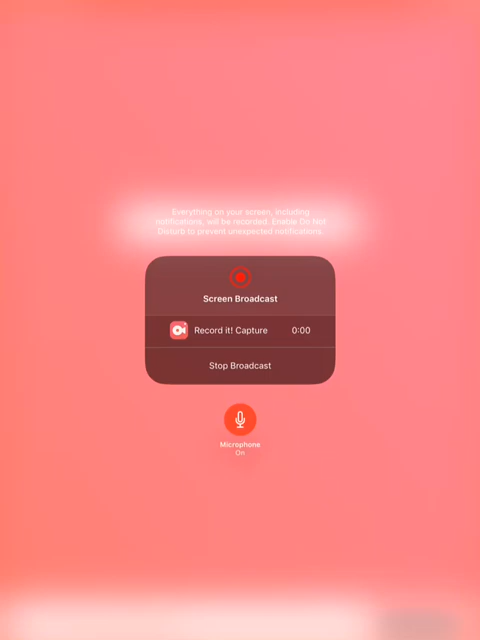 Everything on your screen, including
notifications, will be recorded. Enable Do Not
Disturb to prevent unexpected notifications.
Screen Broadcast
Record it! Capture 0:00
Stop Broadcast
Microphone
On